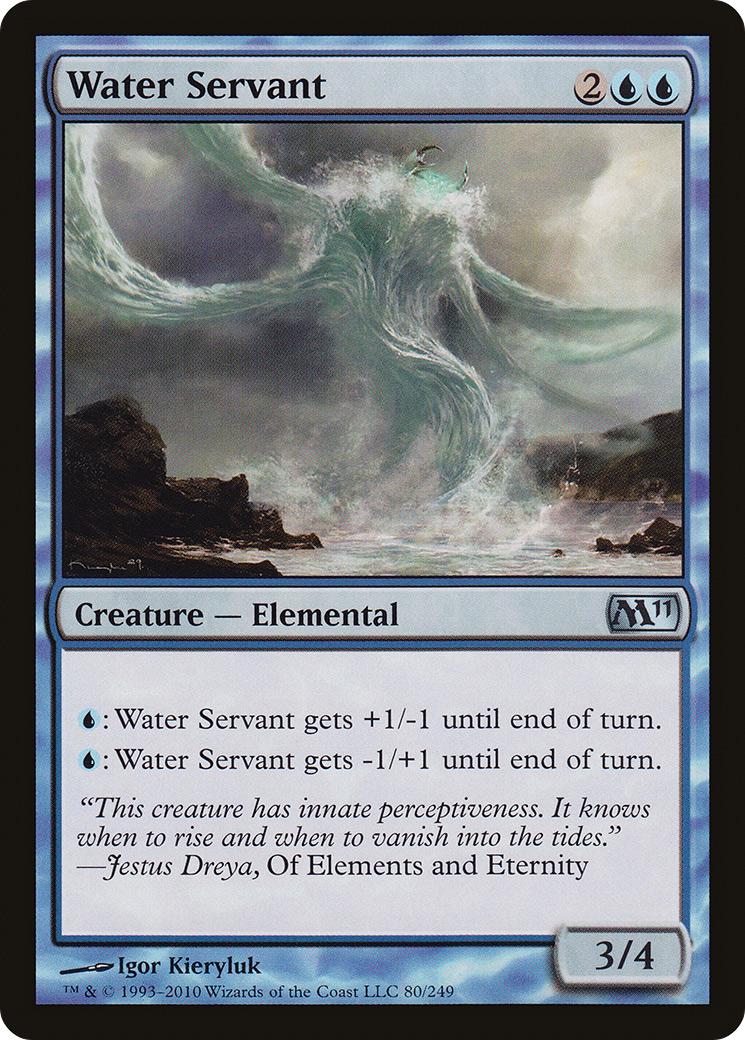 Water Servant
2
Creature — Elemental
M11
: Water Servant gets +1/-1 until end of turn.
: Water Servant gets -1/+1 until end of turn.
“This creature has innate perceptiveness. It knows
when to rise and when to vanish into the tides.”
—Jestus Dreya, Of Elements and Eternity
3/4
Igor Kieryluk
™ & © 1993–2010 Wizards of the Coast LLC 80/249